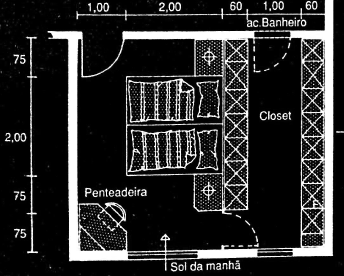 1,00 2,00 60 1,00 60
ac.Banheiro
75
Closet
2,00
75
Penteadeira
75
Sol da manhã